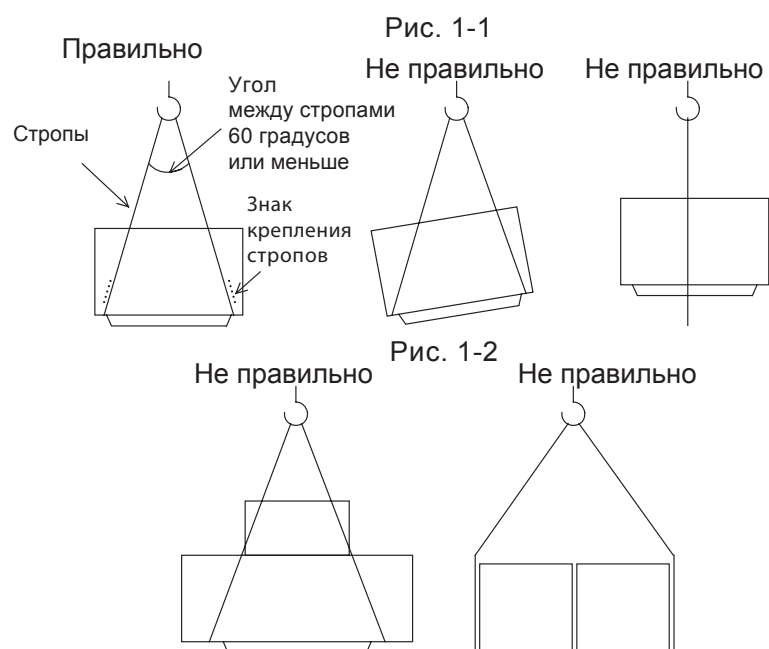 Рис. 1-1
Правильно
Не правильно
Не правильно
Стропы
Угол
между стропами
60 градусов
или меньше
Знак
крепления
стропов
Рис. 1-2
Не правильно
Не правильно